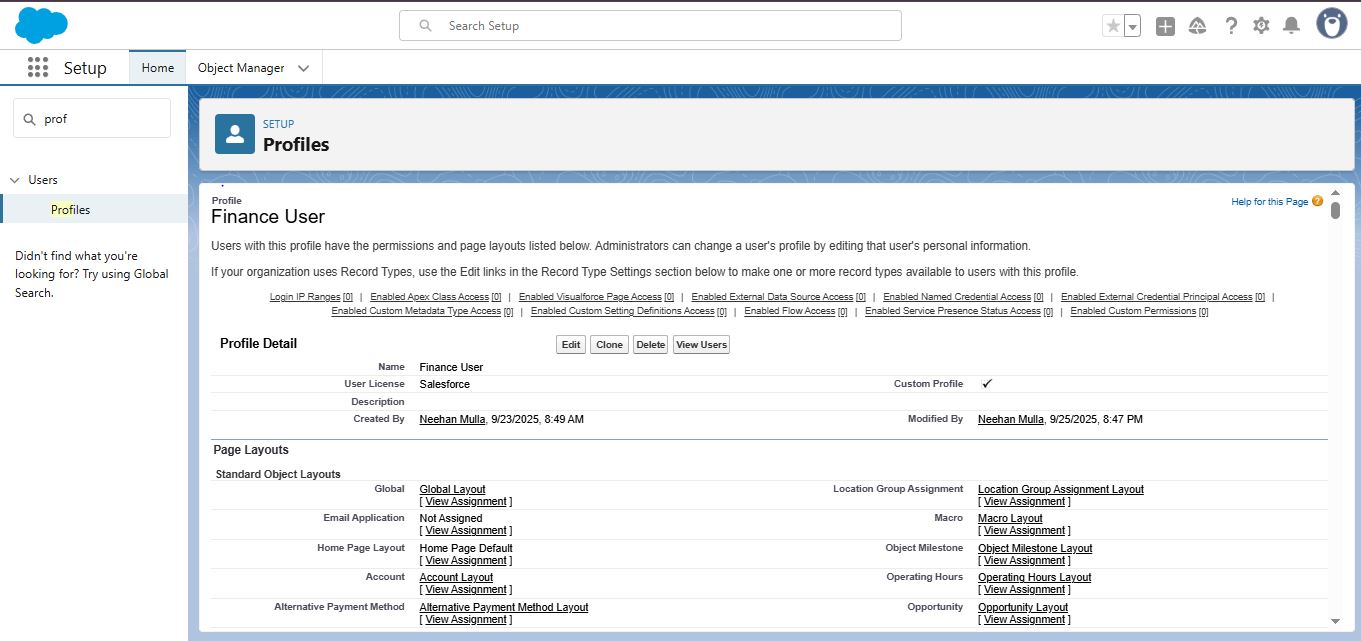 Search Setup
Setup
Home
Object Manager
prof
Users
Profiles
Didn't find what you're
looking for? Try using Global
Search.
SETUP
Profiles
Profile
Finance User
Help for this Page ?
Users with this profile have the permissions and page layouts listed below. Administrators can change a user's profile by editing that user's personal information.
If your organization uses Record Types, use the Edit links in the Record Type Settings section below to make one or more record types available to users with this profile.
Login IP Ranges [0] | Enabled Apex Class Access [0] | Enabled Visualforce Page Access [0] | Enabled External Data Source Access [0] | Enabled Named Credential Access [0] | Enabled External Credential Principal Access [0] |
Enabled Custom Metadata Type Access [0] | Enabled Custom Setting Definitions Access [0] | Enabled Flow Access [0] | Enabled Service Presence Status Access [0] | Enabled Custom Permissions [0]
Profile Detail Edit Clone Delete View Users
Name Finance User
User License Salesforce Custom Profile ✓
Description
Created By Neehan Mulla, 9/23/2025, 8:49 AM Modified By Neehan Mulla, 9/25/2025, 8:47 PM
Page Layouts
Standard Object Layouts
Global Global Layout Location Group Assignment Location Group Assignment Layout
[ View Assignment ] [ View Assignment ]
Email Application Not Assigned Macro Macro Layout
[ View Assignment ] [ View Assignment ]
Home Page Layout Home Page Default Object Milestone Object Milestone Layout
[ View Assignment ] [ View Assignment ]
Account Account Layout Operating Hours Operating Hours Layout
[ View Assignment ] [ View Assignment ]
Alternative Payment Method Alternative Payment Method Layout Opportunity Opportunity Layout
[ View Assignment ] [ View Assignment ]